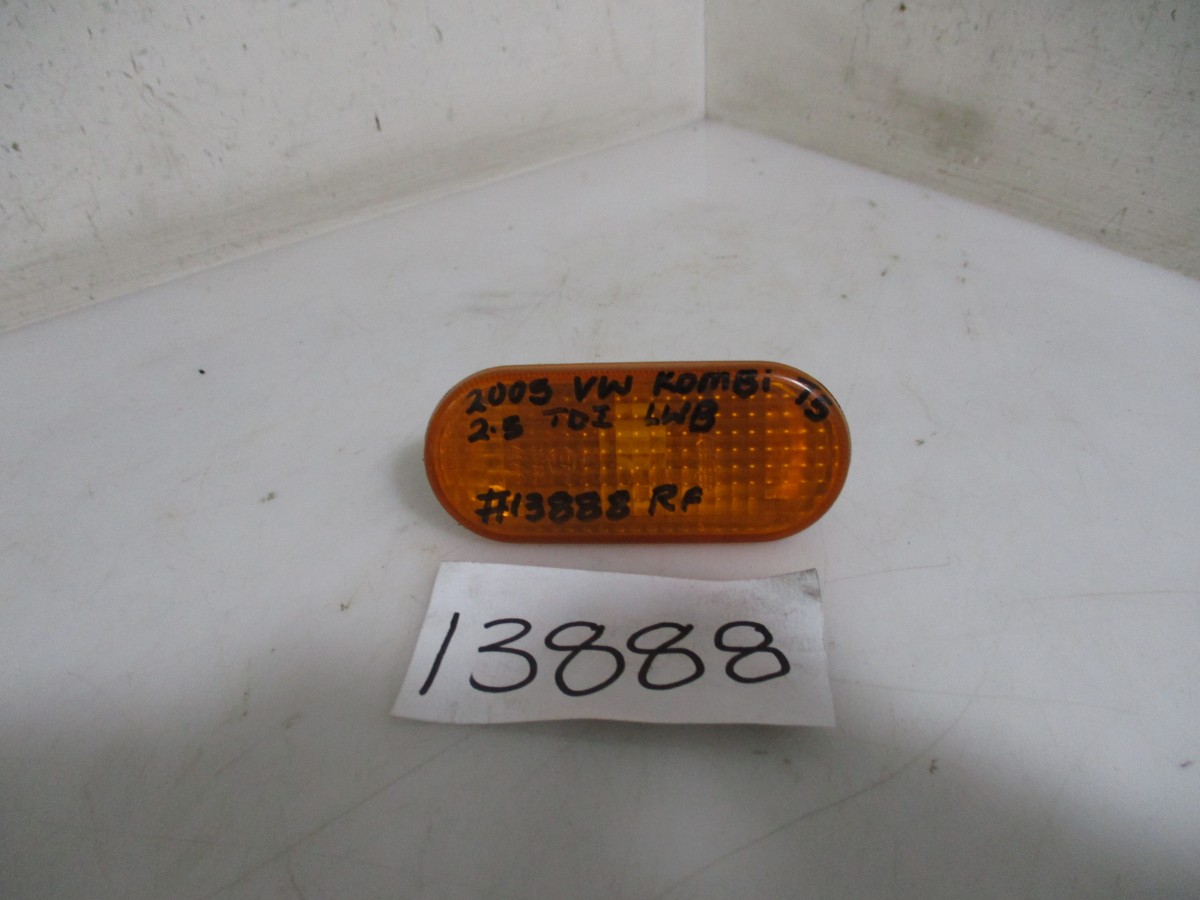 2005 VW KOMBi T5
2.5 TDI LWB
#13888 RF
13888